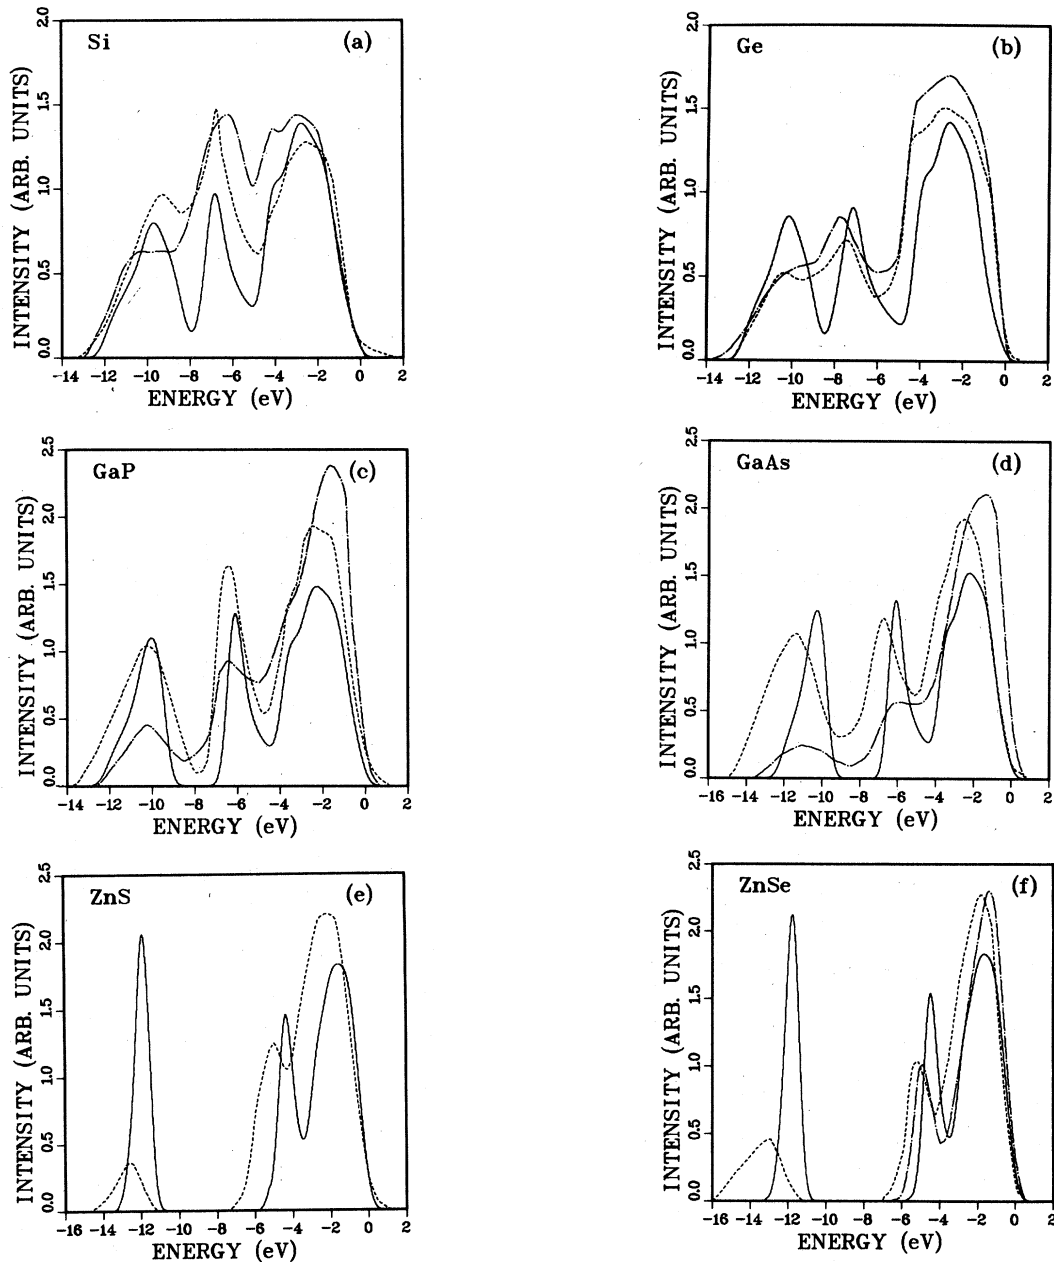 Si (a)
INTENSITY (ARB. UNITS)
2.0
1.5
1.0
0.5
0.0
-14 -12 -10 -8 -6 -4 -2 0 2
ENERGY (eV)
Ge (b)
INTENSITY (ARB. UNITS)
2.0
1.5
1.0
0.5
0.0
-14 -12 -10 -8 -6 -4 -2 0 2
ENERGY (eV)
GaP (c)
INTENSITY (ARB. UNITS)
2.5
2.0
1.5
1.0
0.5
0.0
-14 -12 -10 -8 -6 -4 -2 0 2
ENERGY (eV)
GaAs (d)
INTENSITY (ARB. UNITS)
2.5
2.0
1.5
1.0
0.5
0.0
-16 -14 -12 -10 -8 -6 -4 -2 0 2
ENERGY (eV)
ZnS (e)
INTENSITY (ARB. UNITS)
2.5
2.0
1.5
1.0
0.5
0.0
-16 -14 -12 -10 -8 -6 -4 -2 0 2
ENERGY (eV)
ZnSe (f)
INTENSITY (ARB. UNITS)
2.5
2.0
1.5
1.0
0.5
0.0
-16 -14 -12 -10 -8 -6 -4 -2 0 2
ENERGY (eV)